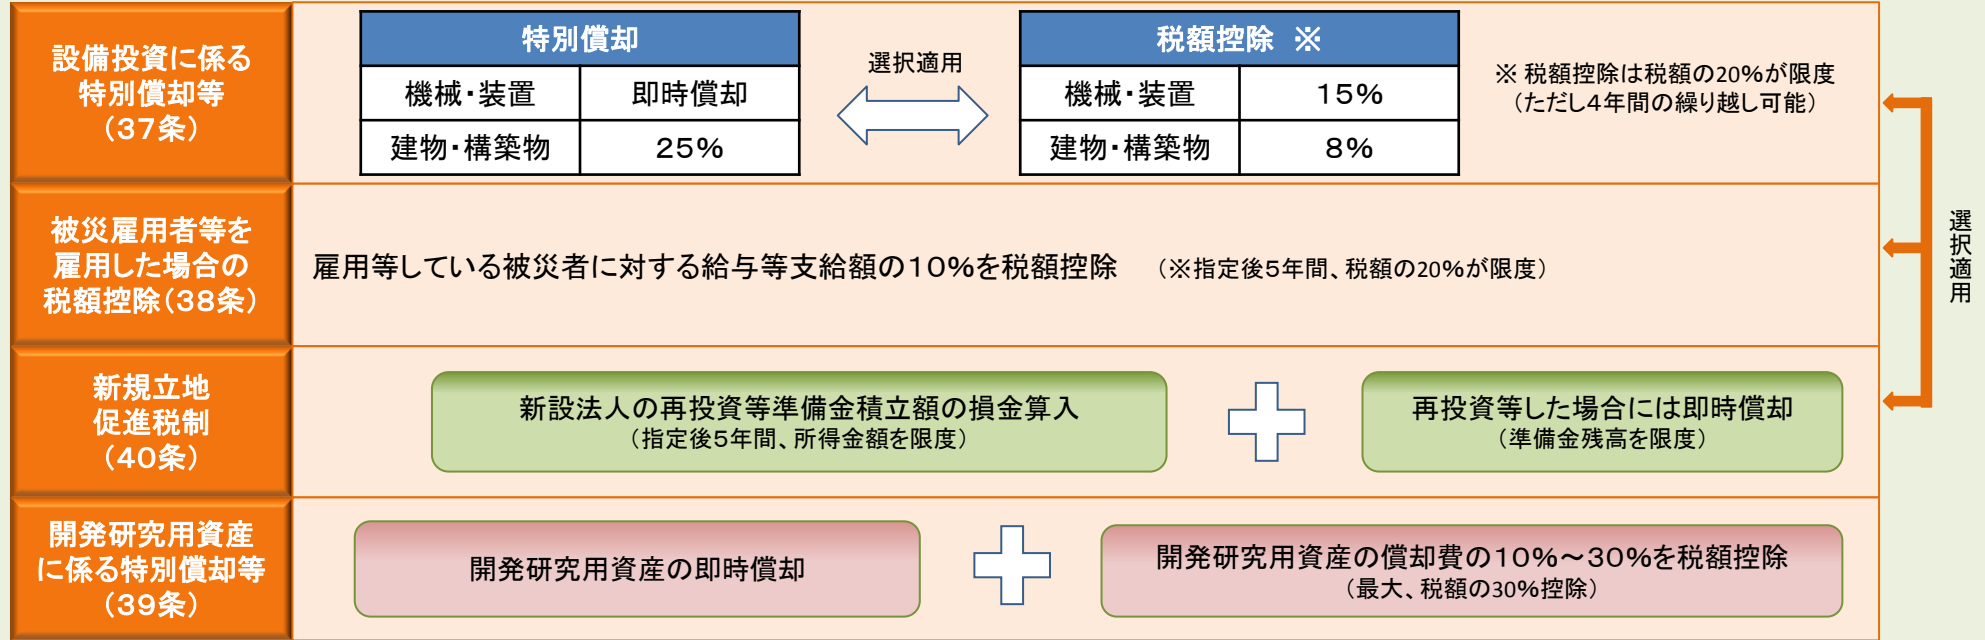 設備投資に係る
特別償却等
（37条）
特別償却
機械・装置 即時償却
建物・構築物 25%
選択適用
税額控除 ※
機械・装置 15%
建物・構築物 8%
※ 税額控除は税額の20%が限度
（ただし4年間の繰り越し可能）
被災雇用者等を
雇用した場合の
税額控除（38条）
雇用等している被災者に対する給与等支給額の10%を税額控除 （※指定後5年間、税額の20%が限度）
新規立地
促進税制
（40条）
新設法人の再投資等準備金積立額の損金算入
（指定後5年間、所得金額を限度）
再投資等した場合には即時償却
（準備金残高を限度）
開発研究用資産
に係る特別償却等
（39条）
開発研究用資産の即時償却
開発研究用資産の償却費の10%～30%を税額控除
（最大、税額の30%控除）
選択適用